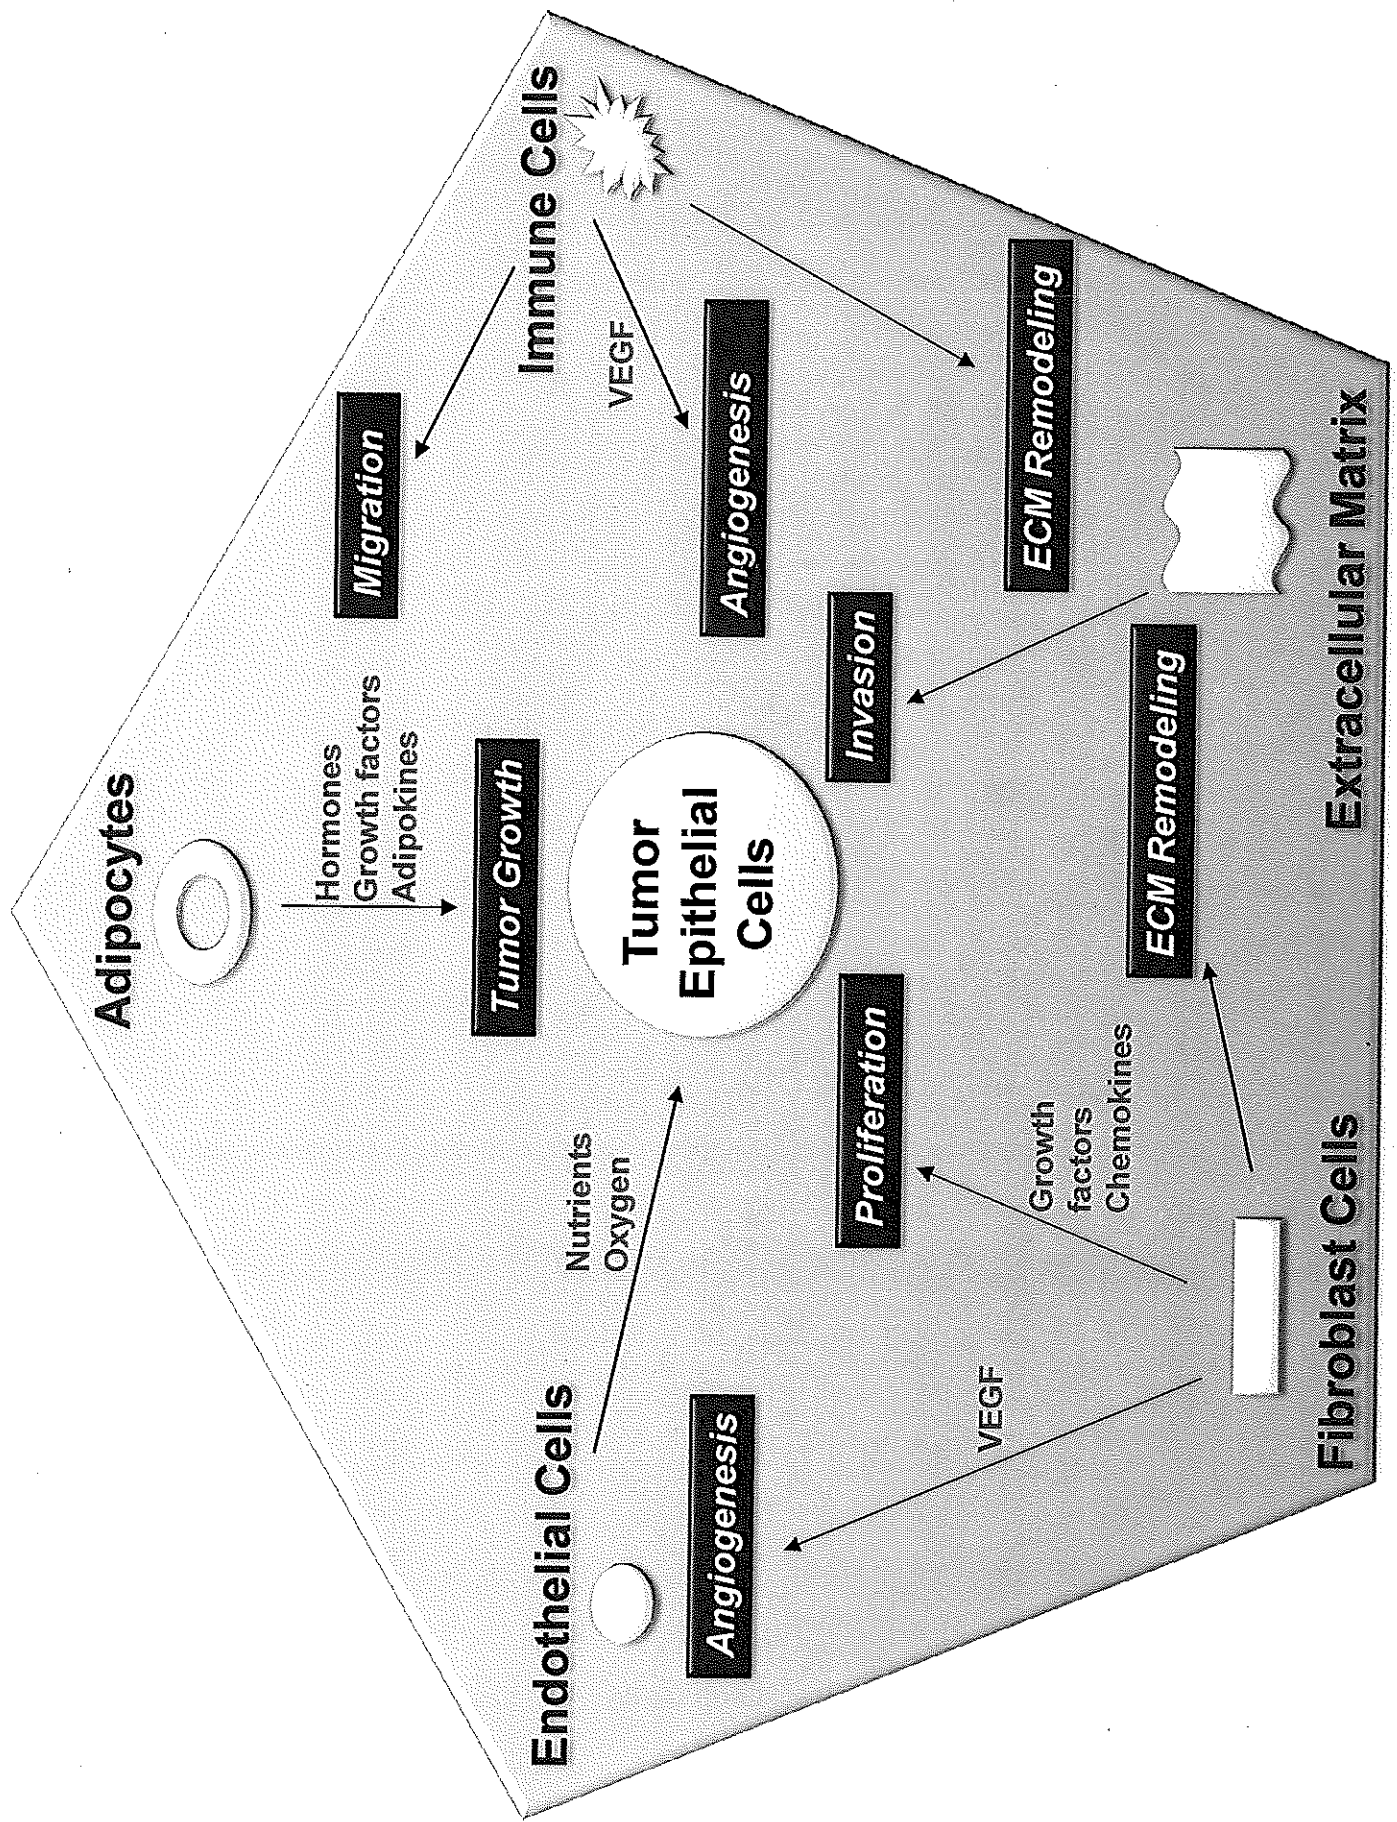 Adipocytes
Hormones
Growth factors
Adipokines
Tumor Growth
Migration
Endothelial Cells
Immune Cells
Nutrients
Oxygen
VEGF
Angiogenesis
Angiogenesis
Tumor
Epithelial
Cells
Proliferation
Invasion
VEGF
Growth
factors
Chemokines
ECM Remodeling
ECM Remodeling
Fibroblast Cells
Extracellular Matrix